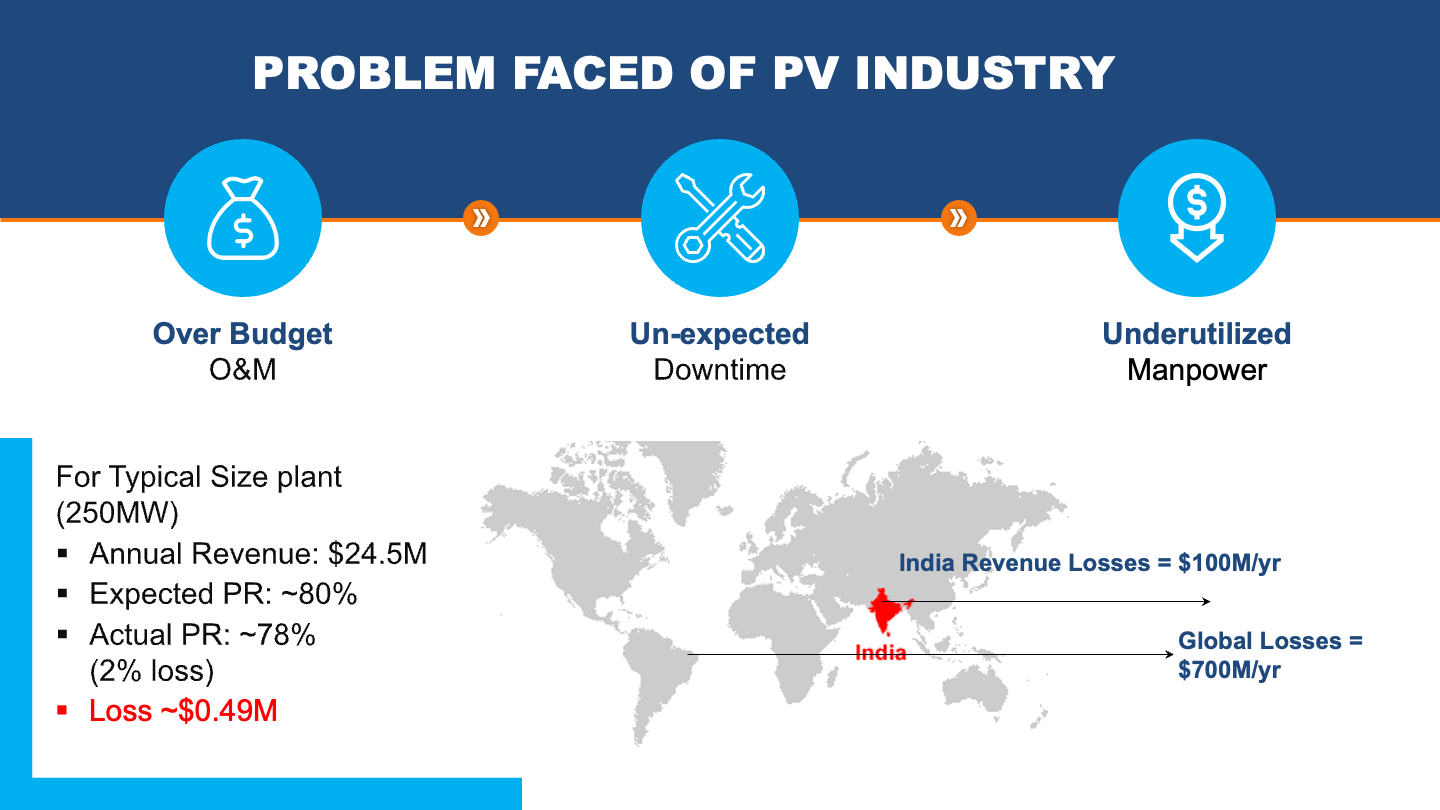 PROBLEM FACED OF PV INDUSTRY
Over Budget
O&M
Un-expected
Downtime
Underutilized
Manpower
For Typical Size plant
(250MW)
▪ Annual Revenue: $24.5M
▪ Expected PR: ~80%
▪ Actual PR: ~78%
(2% loss)
▪ Loss ~$0.49M
India Revenue Losses = $100M/yr
India
Global Losses =
$700M/yr